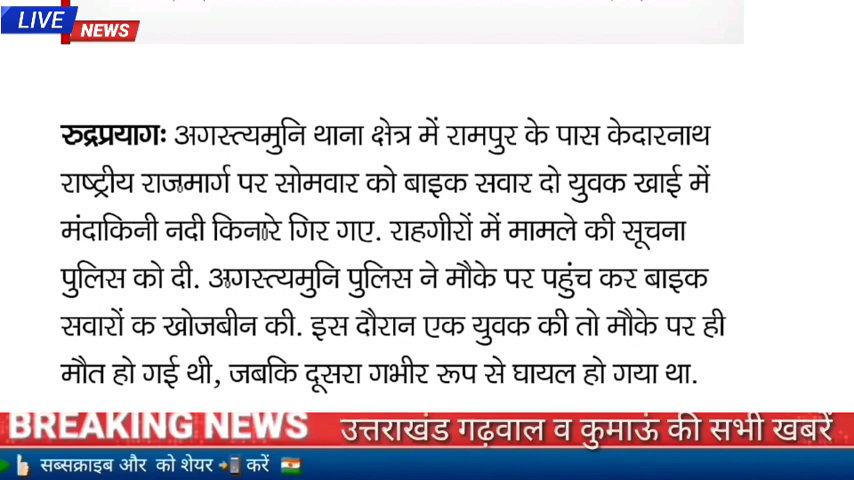 LIVE
NEWS
रुद्रप्रयागः अगस्त्यमुनि थाना क्षेत्र में रामपुर के पास केदारनाथ
राष्ट्रीय राजमार्ग पर सोमवार को बाइक सवार दो युवक खाई में
मंदाकिनी नदी किनारे गिर गए. राहगीरों में मामले की सूचना
पुलिस को दी. अगस्त्यमुनि पुलिस ने मौके पर पहुंच कर बाइक
सवारों क खोजबीन की. इस दौरान एक युवक की तो मौके पर ही
मौत हो गई थी, जबकि दूसरा गभीर रूप से घायल हो गया था.
BREAKING NEWS उत्तराखंड गढ़वाल व कुमाऊं की सभी खबरें
👍🏻 सब्सक्राइब और को शेयर 📲 करें 🇮🇳